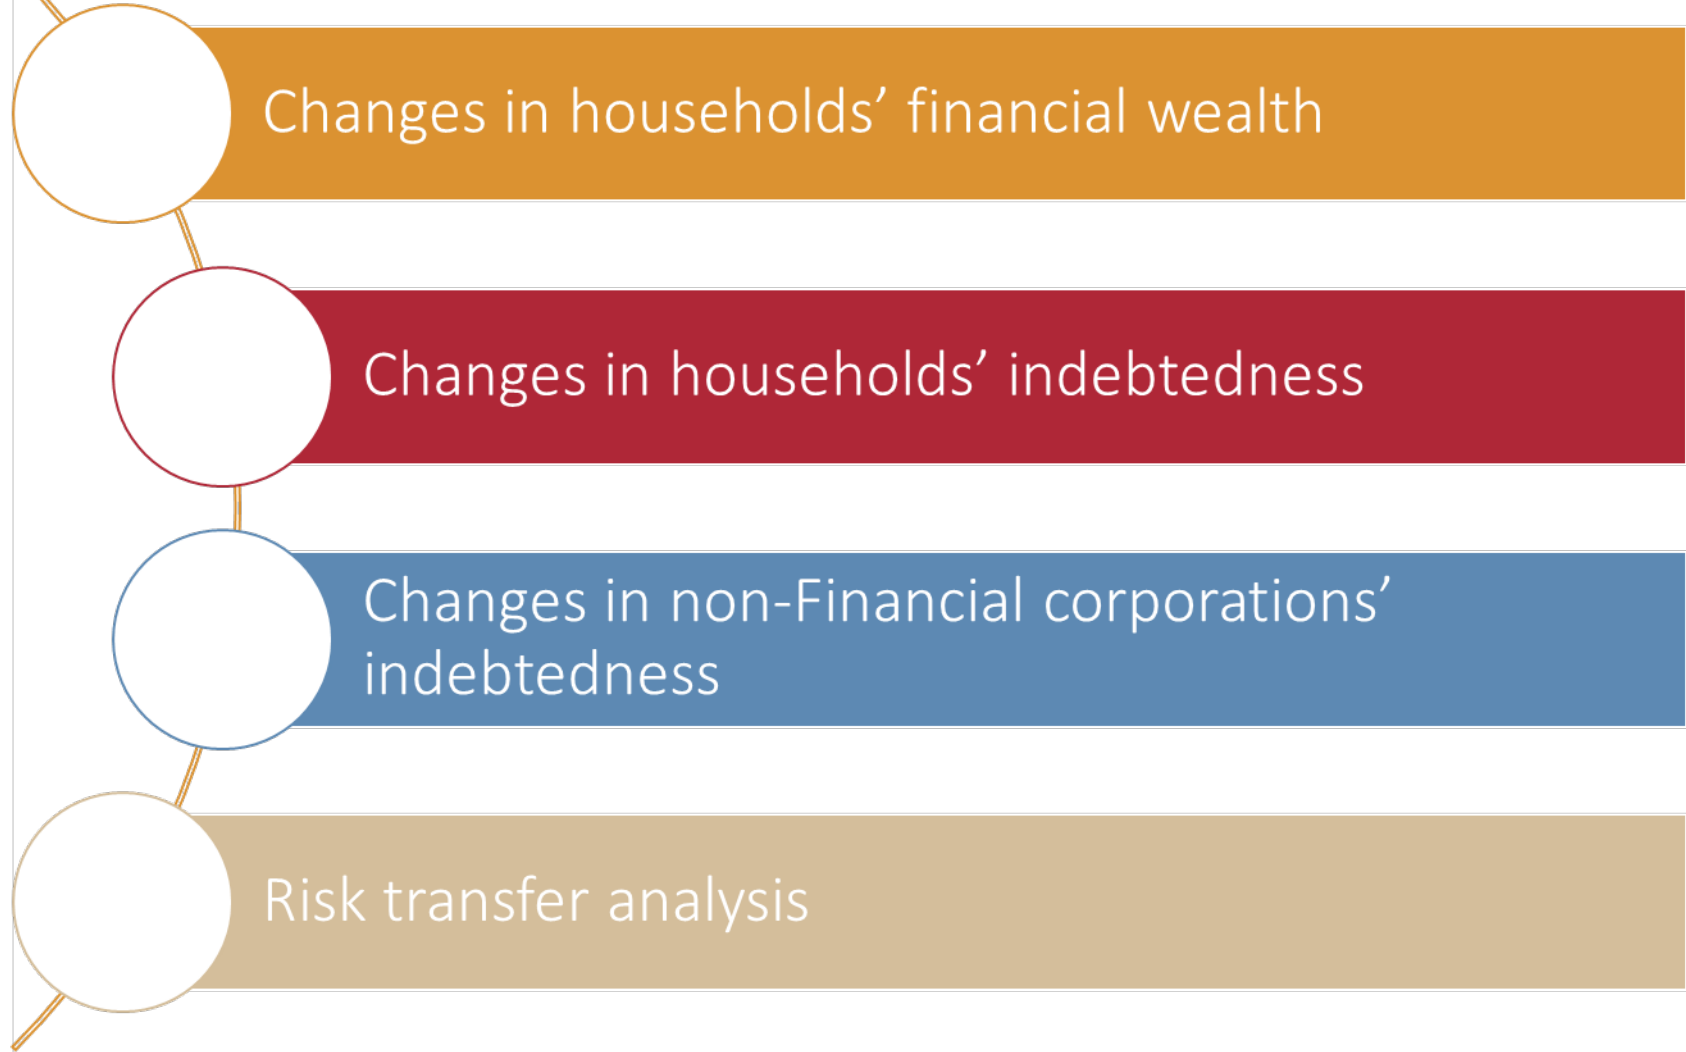 Changes in households’ financial wealth
Changes in households’ indebtedness
Changes in non-Financial corporations’
indebtedness
Risk transfer analysis